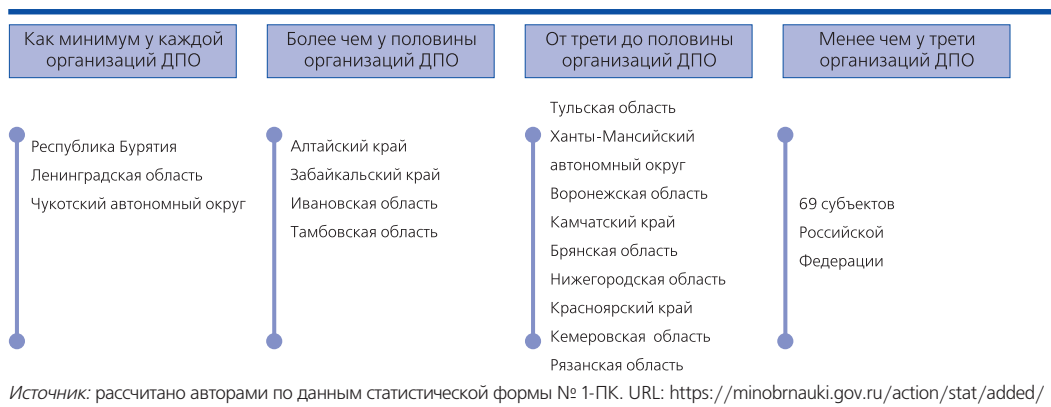 Как минимум у каждой
организаций ДПО
Более чем у половины
организаций ДПО
От трети до половины
организаций ДПО
Менее чем у трети
организаций ДПО
Республика Бурятия
Ленинградская область
Чукотский автономный округ
Алтайский край
Забайкальский край
Ивановская область
Тамбовская область
Тульская область
Ханты-Мансийский
автономный округ
Воронежская область
Камчатский край
Брянская область
Нижегородская область
Красноярский край
Кемеровская область
Рязанская область
69 субъектов
Российской
Федерации
Источник: рассчитано авторами по данным статистической формы № 1-ПК. URL: https://minobrnauki.gov.ru/action/stat/added/